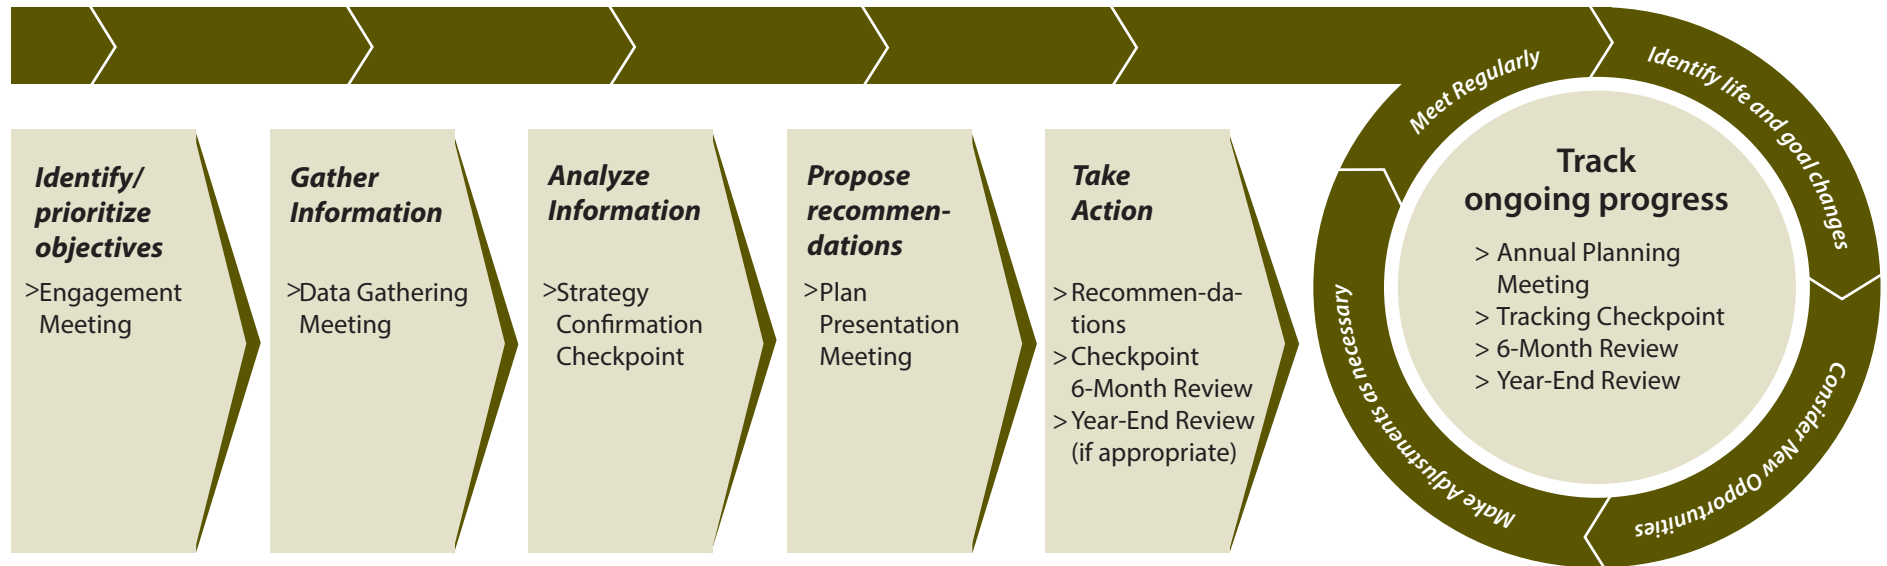 Identify/
prioritize
objectives
>Engagement
Meeting
Gather
Information
>Data Gathering
Meeting
Analyze
Information
>Strategy
Confirmation
Checkpoint
Propose
recommen-
dations
>Plan
Presentation
Meeting
Take
Action
>Recommen-da-
tions
>Checkpoint
6-Month Review
>Year-End Review
(if appropriate)
Meet Regularly
Identify life and goal changes
Consider New Opportunities
Make Adjustments as necessary
Track
ongoing progress
> Annual Planning
Meeting
> Tracking Checkpoint
> 6-Month Review
> Year-End Review